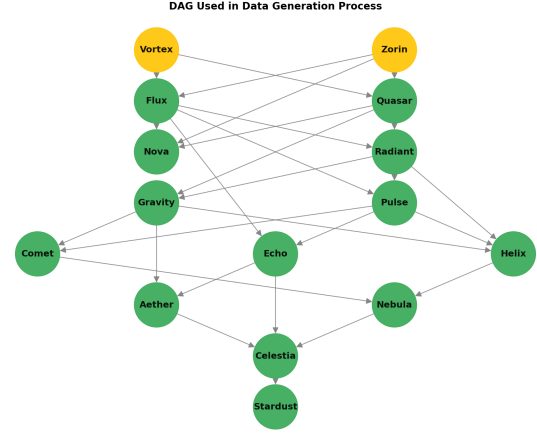 DAG Used in Data Generation Process
Vortex
Zorin
Flux
Quasar
Nova
Radiant
Gravity
Pulse
Comet
Echo
Helix
Aether
Nebula
Celestia
Stardust